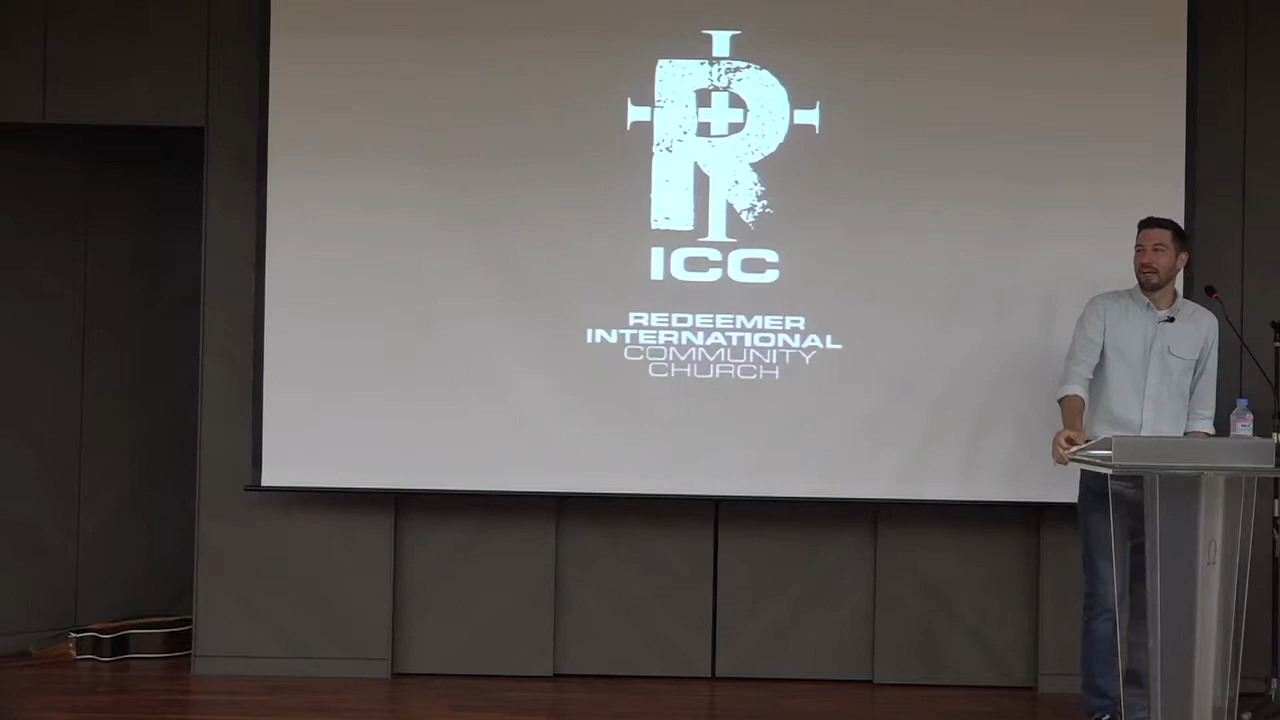 R
ICC
REDEEMER
INTERNATIONAL
COMMUNITY
CHURCH